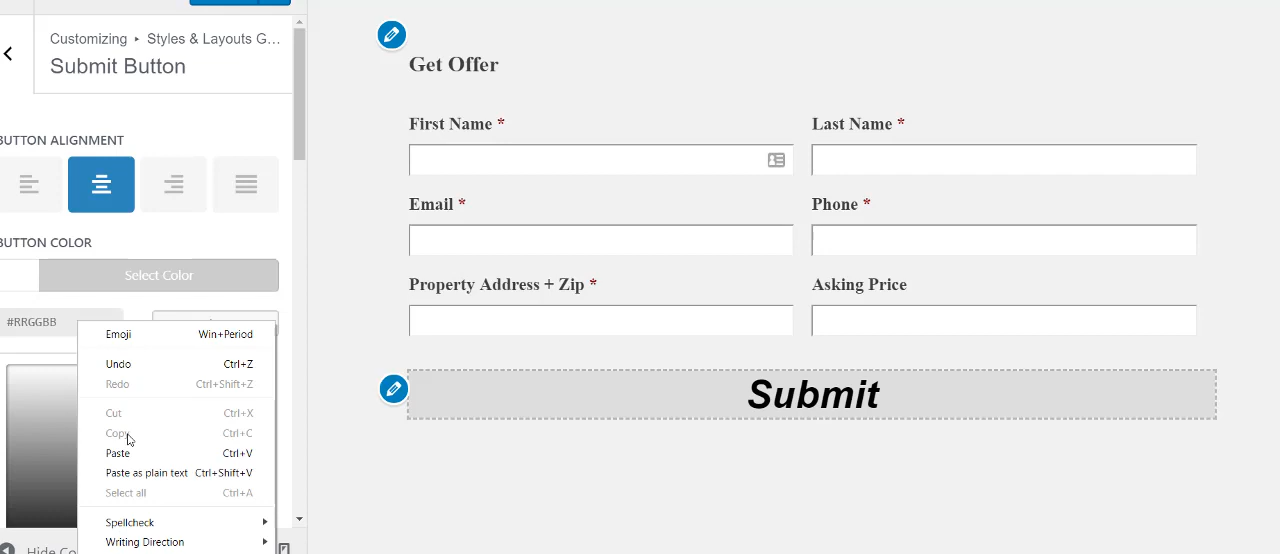 Customizing ▸ Styles & Layouts G...
Submit Button
BUTTON ALIGNMENT
BUTTON COLOR
Select Color
#RRGGBB
Emoji Win+Period
Undo Ctrl+Z
Redo Ctrl+Shift+Z
Cut Ctrl+X
Copy Ctrl+C
Paste Ctrl+V
Paste as plain text Ctrl+Shift+V
Select all Ctrl+A
Spellcheck
Writing Direction
Hide Co
Get Offer
First Name * Last Name *
Email * Phone *
Property Address + Zip * Asking Price
Submit